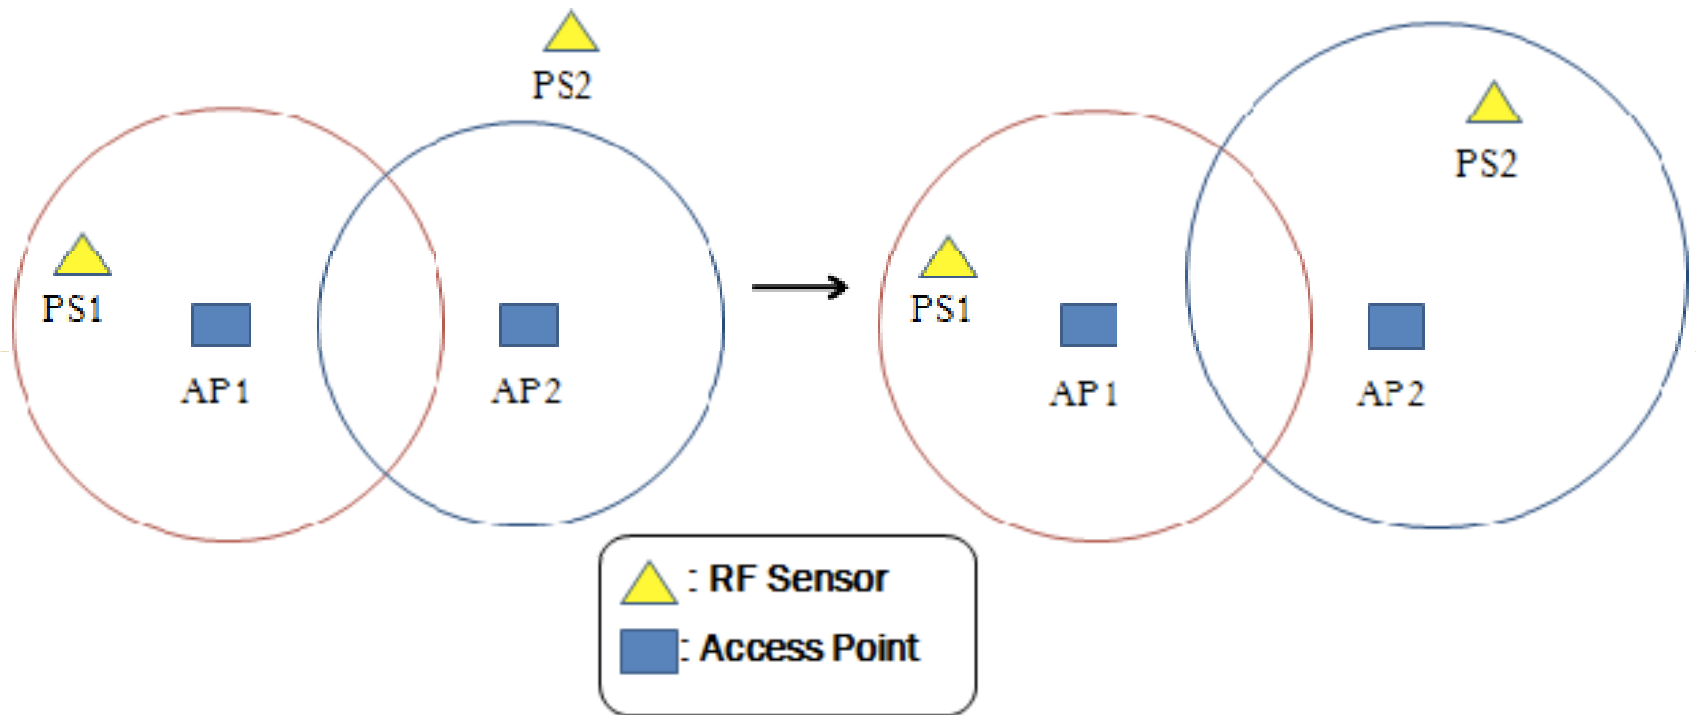 PS2
PS2
PS1
PS1
AP1
AP2
AP1
AP2
: RF Sensor
: Access Point